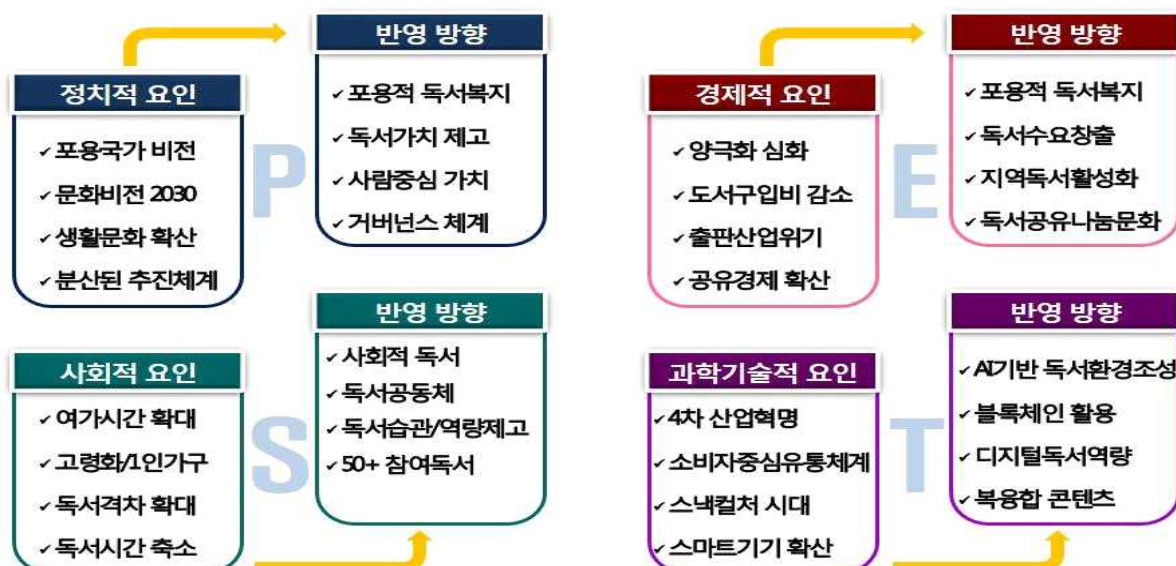 정치적 요인
✓ 포용국가 비전
✓ 문화비전 2030
✓ 생활문화 확산
✓ 분산된 추진체계
P
반영 방향
✓ 포용적 독서복지
✓ 독서가치 제고
✓ 사람중심 가치
✓ 거버넌스 체계
경제적 요인
✓ 양극화 심화
✓ 도서구입비 감소
✓ 출판산업위기
✓ 공유경제 확산
E
반영 방향
✓ 포용적 독서복지
✓ 독서수요창출
✓ 지역독서활성화
✓ 독서공유나눔문화
사회적 요인
✓ 여가시간 확대
✓ 고령화/1인가구
✓ 독서격차 확대
✓ 독서시간 축소
S
반영 방향
✓ 사회적 독서
✓ 독서공동체
✓ 독서습관/역량제고
✓ 50+ 참여독서
과학기술적 요인
✓ 4차 산업혁명
✓ 소비자중심유통체계
✓ 스낵컬처 시대
✓ 스마트기기 확산
T
반영 방향
✓ AI기반 독서환경조성
✓ 블록체인 활용
✓ 디지털독서역량
✓ 복융합 콘텐츠